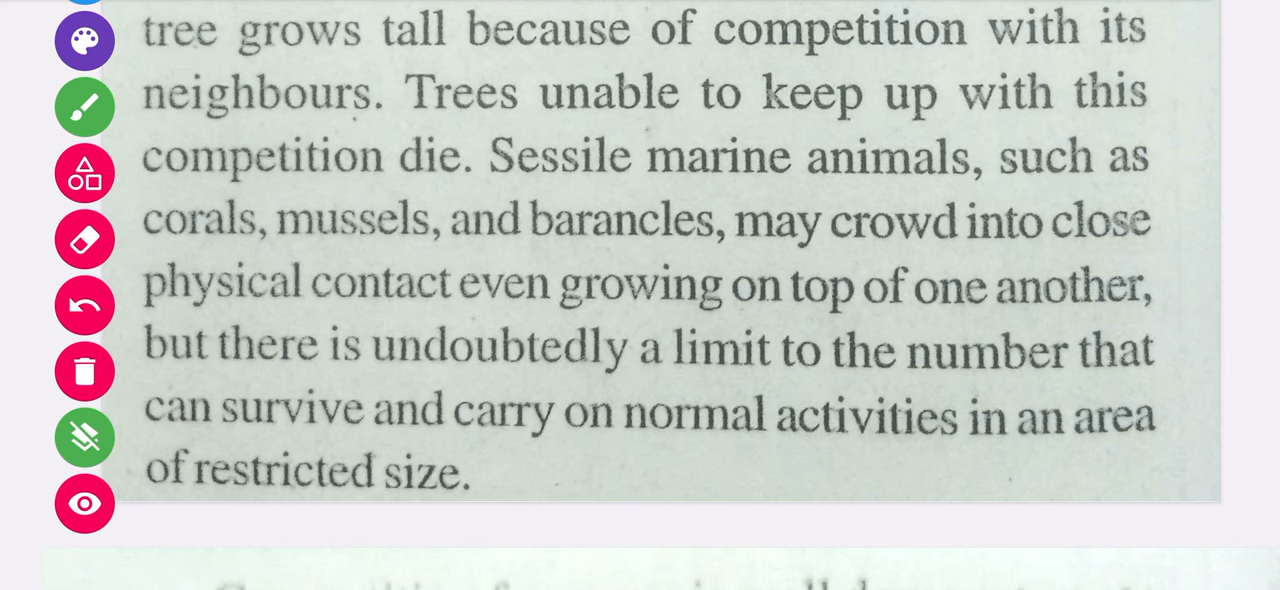 tree grows tall because of competition with its
neighbours. Trees unable to keep up with this
competition die. Sessile marine animals, such as
corals, mussels, and barancles, may crowd into close
physical contact even growing on top of one another,
but there is undoubtedly a limit to the number that
can survive and carry on normal activities in an area
of restricted size.